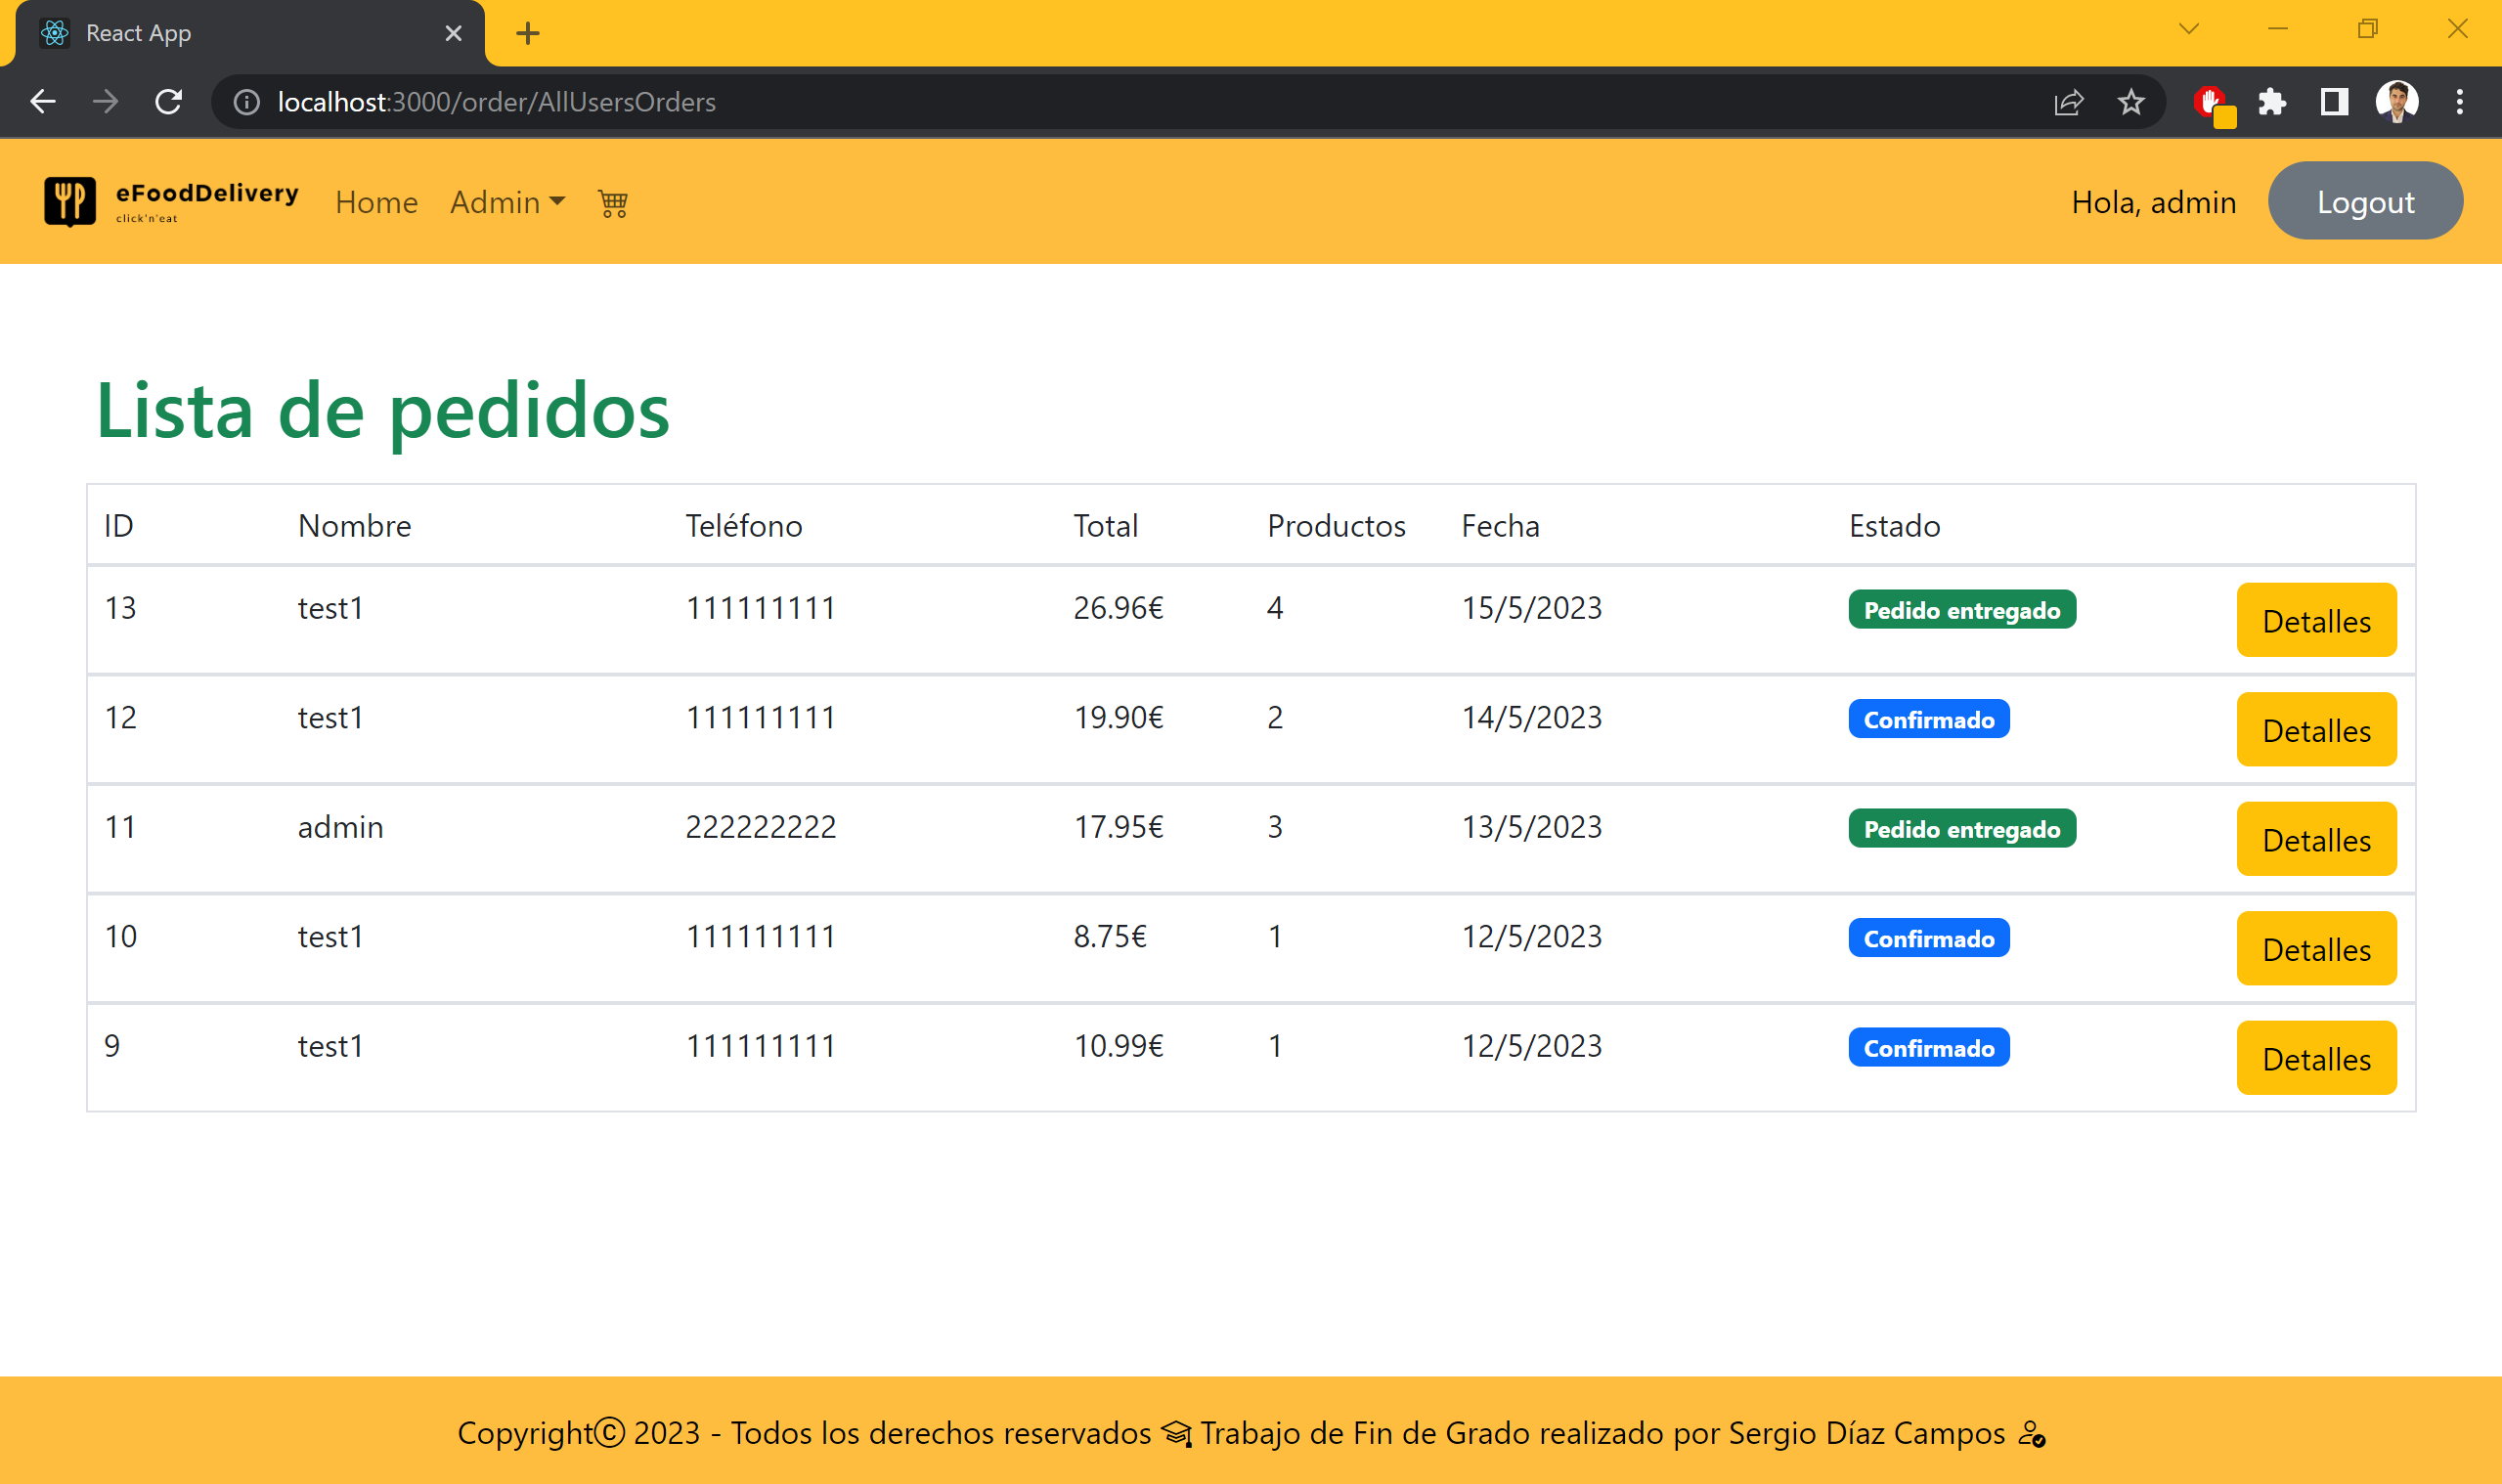 React App
localhost:3000/order/AllUsersOrders
eFoodDelivery
click'n'eat
Home Admin
Hola, admin Logout
Lista de pedidos
ID Nombre Teléfono Total Productos Fecha Estado
13 test1 111111111 26.96€ 4 15/5/2023 Pedido entregado Detalles
12 test1 111111111 19.90€ 2 14/5/2023 Confirmado Detalles
11 admin 222222222 17.95€ 3 13/5/2023 Pedido entregado Detalles
10 test1 111111111 8.75€ 1 12/5/2023 Confirmado Detalles
9 test1 111111111 10.99€ 1 12/5/2023 Confirmado Detalles
Copyright© 2023 - Todos los derechos reservados Trabajo de Fin de Grado realizado por Sergio Díaz Campos